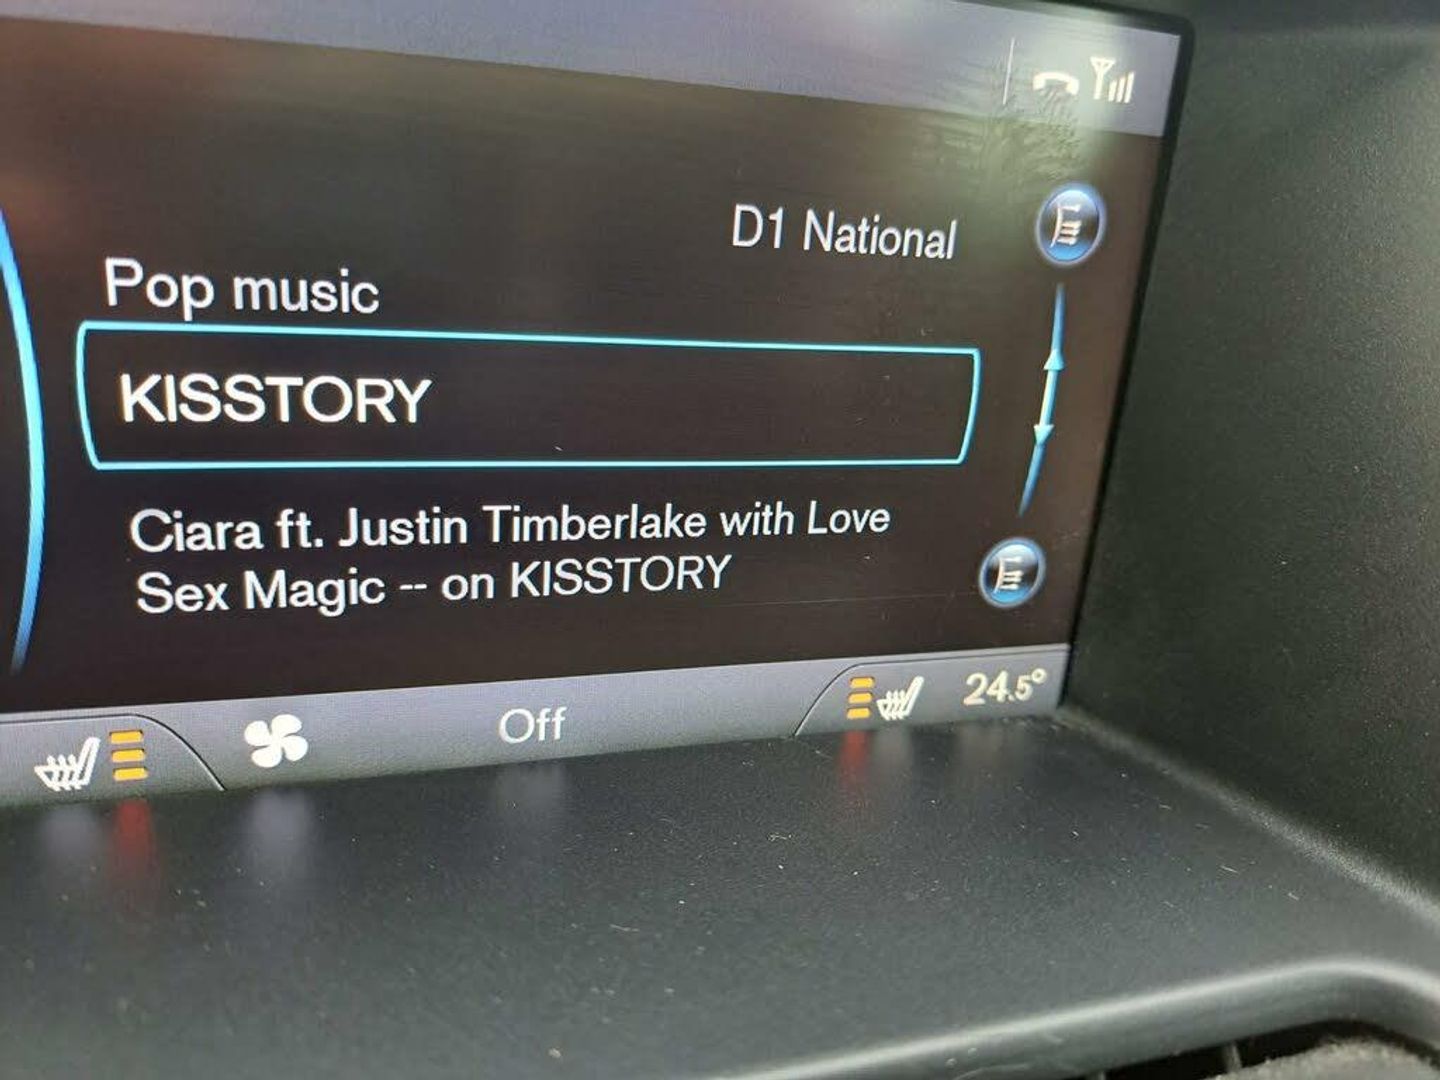 D1 National
Pop music
KISSTORY
Ciara ft. Justin Timberlake with Love
Sex Magic -- on KISSTORY
Off
24.5°